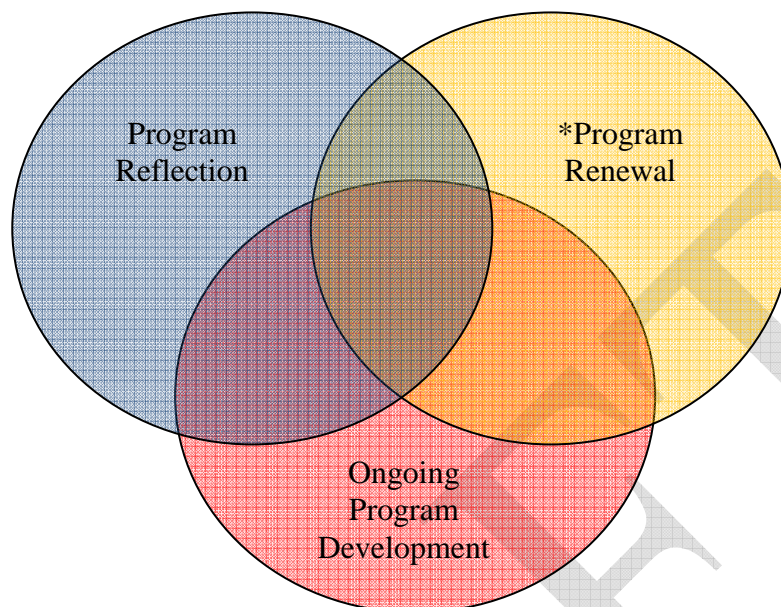 Program
Reflection
*Program
Renewal
Ongoing
Program
Development